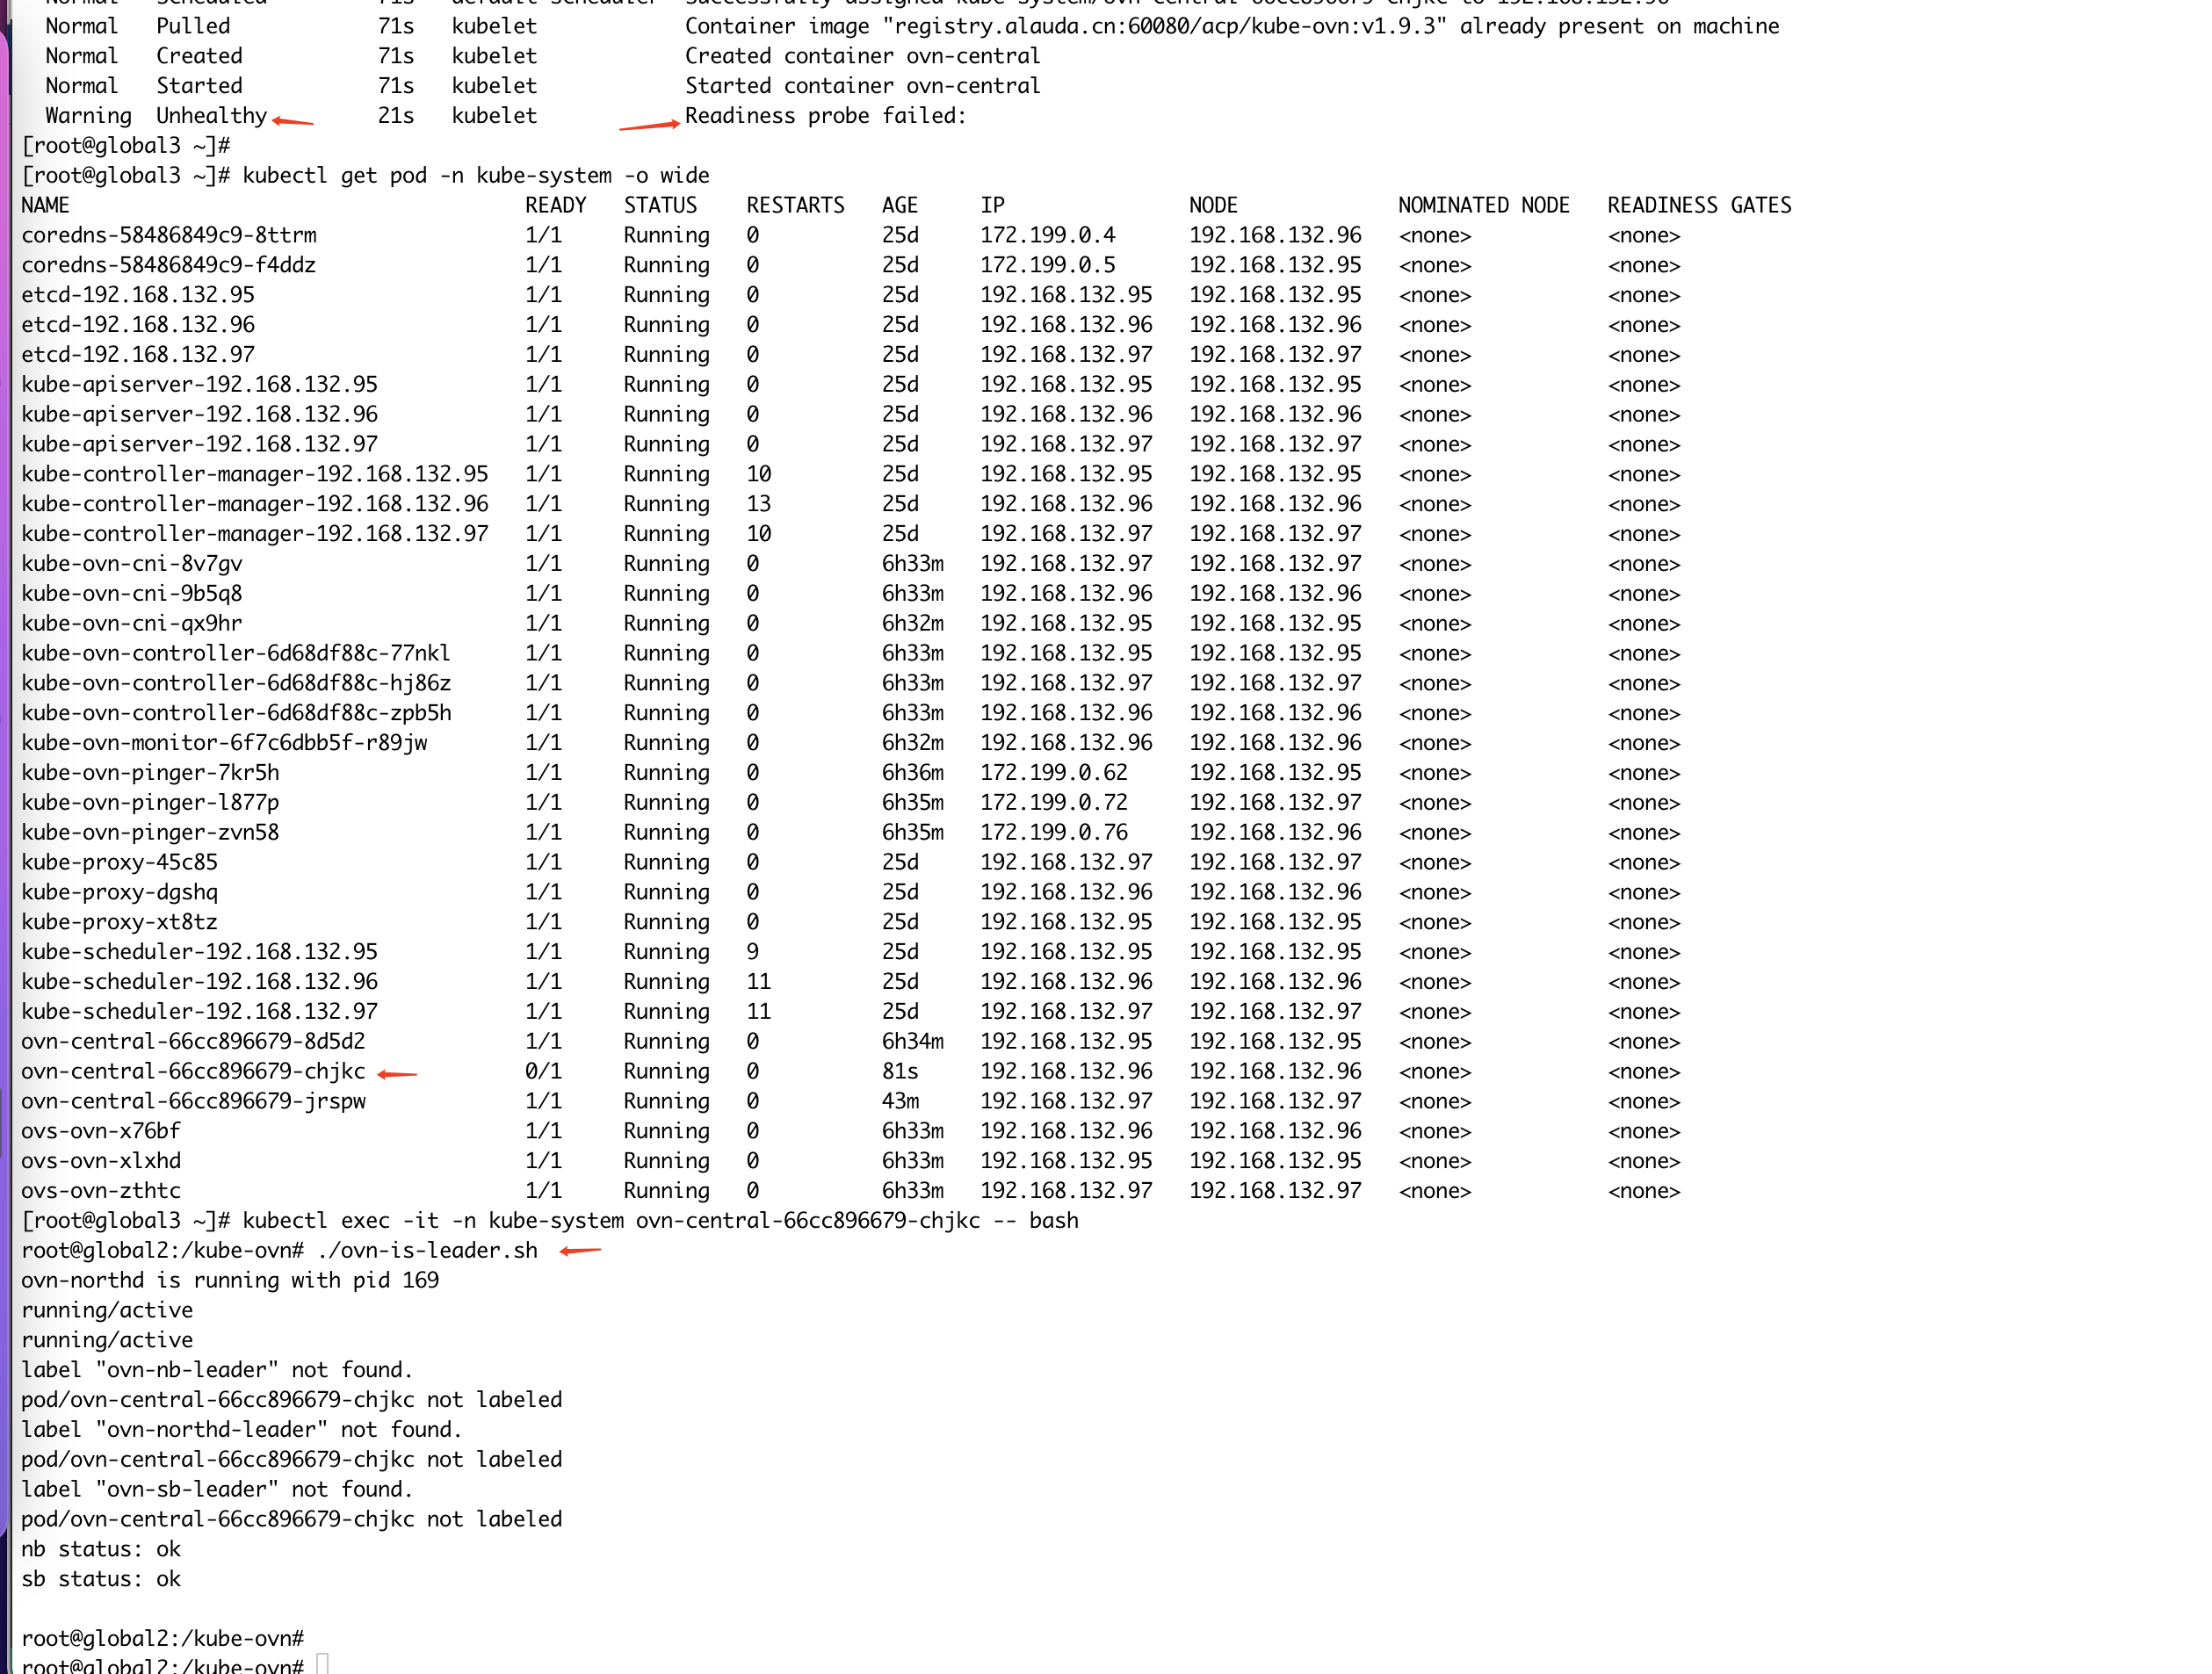 Normal Scheduled 71s default-scheduler Successfully assigned kube-system/ovn-central-66cc896679-chjkc to 192.168.132.96
Normal Pulled 71s kubelet Container image "registry.alauda.cn:60080/acp/kube-ovn:v1.9.3" already present on machine
Normal Created 71s kubelet Created container ovn-central
Normal Started 71s kubelet Started container ovn-central
Warning Unhealthy 21s kubelet Readiness probe failed:
[root@global3 ~]#
[root@global3 ~]# kubectl get pod -n kube-system -o wide
NAME READY STATUS RESTARTS AGE IP NODE NOMINATED NODE READINESS GATES
coredns-58486849c9-8ttrm 1/1 Running 0 25d 172.199.0.4 192.168.132.96 <none> <none>
coredns-58486849c9-f4ddz 1/1 Running 0 25d 172.199.0.5 192.168.132.95 <none> <none>
etcd-192.168.132.95 1/1 Running 0 25d 192.168.132.95 192.168.132.95 <none> <none>
etcd-192.168.132.96 1/1 Running 0 25d 192.168.132.96 192.168.132.96 <none> <none>
etcd-192.168.132.97 1/1 Running 0 25d 192.168.132.97 192.168.132.97 <none> <none>
kube-apiserver-192.168.132.95 1/1 Running 0 25d 192.168.132.95 192.168.132.95 <none> <none>
kube-apiserver-192.168.132.96 1/1 Running 0 25d 192.168.132.96 192.168.132.96 <none> <none>
kube-apiserver-192.168.132.97 1/1 Running 0 25d 192.168.132.97 192.168.132.97 <none> <none>
kube-controller-manager-192.168.132.95 1/1 Running 10 25d 192.168.132.95 192.168.132.95 <none> <none>
kube-controller-manager-192.168.132.96 1/1 Running 13 25d 192.168.132.96 192.168.132.96 <none> <none>
kube-controller-manager-192.168.132.97 1/1 Running 10 25d 192.168.132.97 192.168.132.97 <none> <none>
kube-ovn-cni-8v7gv 1/1 Running 0 6h33m 192.168.132.97 192.168.132.97 <none> <none>
kube-ovn-cni-9b5q8 1/1 Running 0 6h33m 192.168.132.96 192.168.132.96 <none> <none>
kube-ovn-cni-qx9hr 1/1 Running 0 6h32m 192.168.132.95 192.168.132.95 <none> <none>
kube-ovn-controller-6d68df88c-77nkl 1/1 Running 0 6h33m 192.168.132.95 192.168.132.95 <none> <none>
kube-ovn-controller-6d68df88c-hj86z 1/1 Running 0 6h33m 192.168.132.97 192.168.132.97 <none> <none>
kube-ovn-controller-6d68df88c-zpb5h 1/1 Running 0 6h33m 192.168.132.96 192.168.132.96 <none> <none>
kube-ovn-monitor-6f7c6dbb5f-r89jw 1/1 Running 0 6h32m 192.168.132.96 192.168.132.96 <none> <none>
kube-ovn-pinger-7kr5h 1/1 Running 0 6h36m 172.199.0.62 192.168.132.95 <none> <none>
kube-ovn-pinger-l877p 1/1 Running 0 6h35m 172.199.0.72 192.168.132.97 <none> <none>
kube-ovn-pinger-zvn58 1/1 Running 0 6h35m 172.199.0.76 192.168.132.96 <none> <none>
kube-proxy-45c85 1/1 Running 0 25d 192.168.132.97 192.168.132.97 <none> <none>
kube-proxy-dgshq 1/1 Running 0 25d 192.168.132.96 192.168.132.96 <none> <none>
kube-proxy-xt8tz 1/1 Running 0 25d 192.168.132.95 192.168.132.95 <none> <none>
kube-scheduler-192.168.132.95 1/1 Running 9 25d 192.168.132.95 192.168.132.95 <none> <none>
kube-scheduler-192.168.132.96 1/1 Running 11 25d 192.168.132.96 192.168.132.96 <none> <none>
kube-scheduler-192.168.132.97 1/1 Running 11 25d 192.168.132.97 192.168.132.97 <none> <none>
ovn-central-66cc896679-8d5d2 1/1 Running 0 6h34m 192.168.132.95 192.168.132.95 <none> <none>
ovn-central-66cc896679-chjkc 0/1 Running 0 81s 192.168.132.96 192.168.132.96 <none> <none>
ovn-central-66cc896679-jrspw 1/1 Running 0 43m 192.168.132.97 192.168.132.97 <none> <none>
ovs-ovn-x76bf 1/1 Running 0 6h33m 192.168.132.96 192.168.132.96 <none> <none>
ovs-ovn-xlxhd 1/1 Running 0 6h33m 192.168.132.95 192.168.132.95 <none> <none>
ovs-ovn-zthtc 1/1 Running 0 6h33m 192.168.132.97 192.168.132.97 <none> <none>
[root@global3 ~]# kubectl exec -it -n kube-system ovn-central-66cc896679-chjkc -- bash
root@global2:/kube-ovn# ./ovn-is-leader.sh
ovn-northd is running with pid 169
running/active
running/active
label "ovn-nb-leader" not found.
pod/ovn-central-66cc896679-chjkc not labeled
label "ovn-northd-leader" not found.
pod/ovn-central-66cc896679-chjkc not labeled
label "ovn-sb-leader" not found.
pod/ovn-central-66cc896679-chjkc not labeled
nb status: ok
sb status: ok
root@global2:/kube-ovn#
root@global2:/kube-ovn#